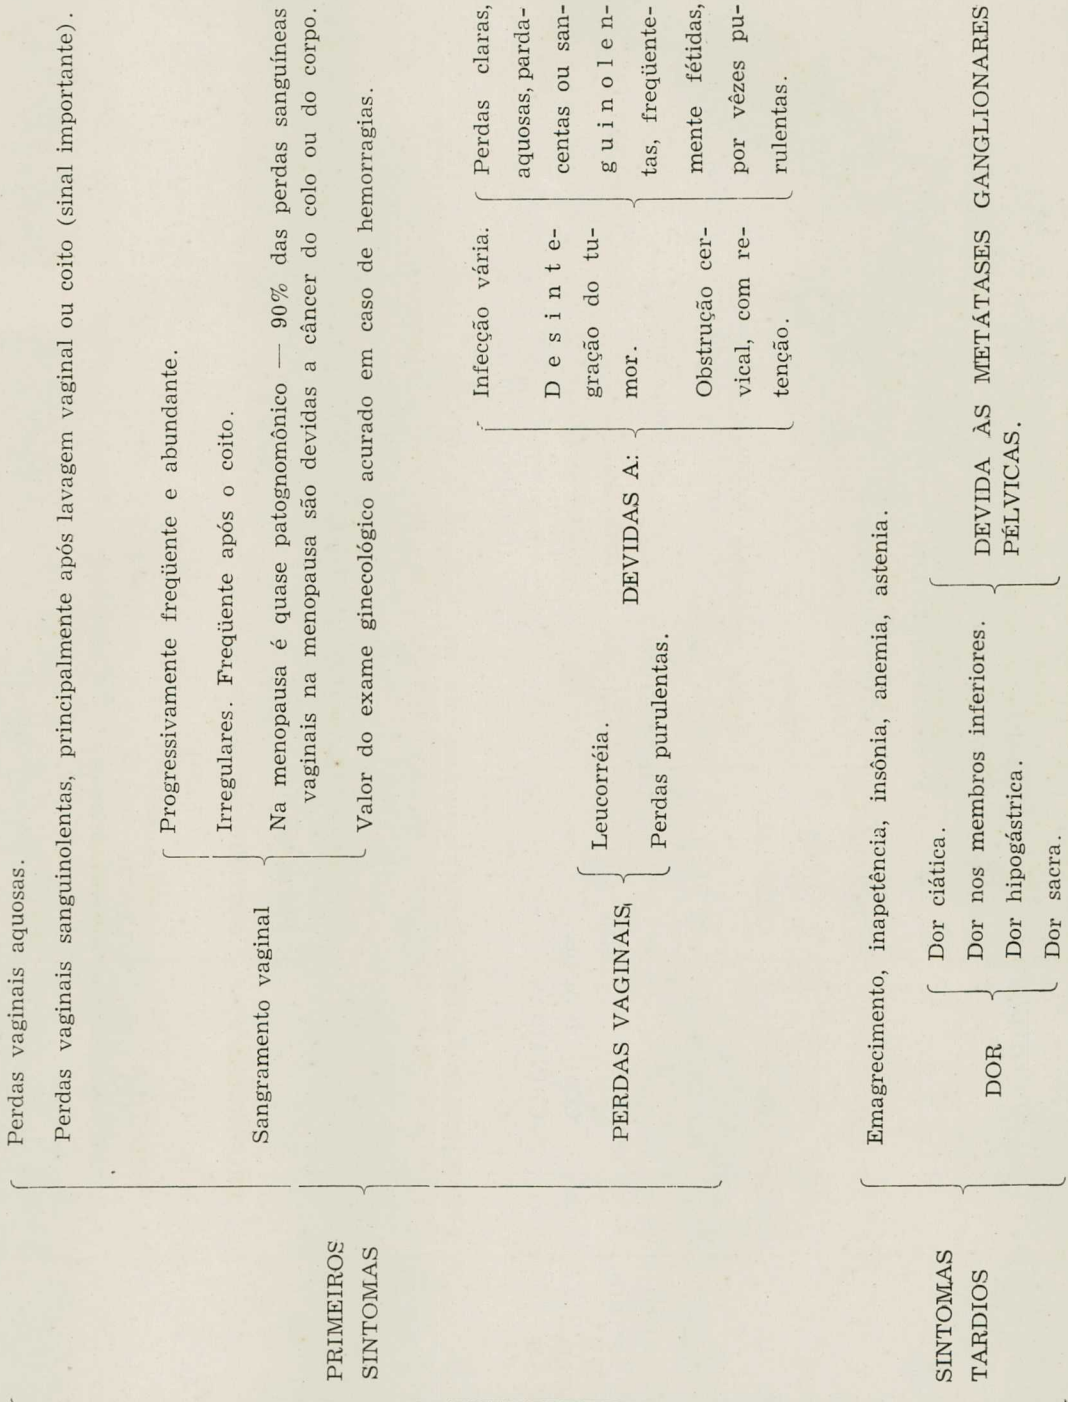 PRIMEIROS
SINTOMAS
Perdas vaginais aquosas.
Perdas vaginais sanguinolentas, principalmente após lavagem vaginal ou coito (sinal importante).
Sangramento vaginal
Progressivamente freqüente e abundante.
Irregulares. Freqüente após o coito.
Na menopausa é quase patognomônico — 90% das perdas sanguíneas
vaginais na menopausa são devidas a câncer do colo ou do corpo.
Valor do exame ginecológico acurado em caso de hemorragias.
PERDAS VAGINAIS
Leucorréia.
Perdas purulentas.
DEVIDAS A:
Infecção vária.
Desinte-
gração do tu-
mor.
Obstrução cer-
vical, com re-
tenção.
Perdas claras,
aquosas, parda-
centas ou san-
guinolen-
tas, freqüente-
mente fétidas,
por vêzes pu-
rulentas.
SINTOMAS
TARDIOS
Emagrecimento, inapetência, insônia, anemia, astenia.
DOR
Dor ciática.
Dor nos membros inferiores.
Dor hipogástrica.
Dor sacra.
DEVIDA ÀS METÁTASES GANGLIONARES
PÉLVICAS.